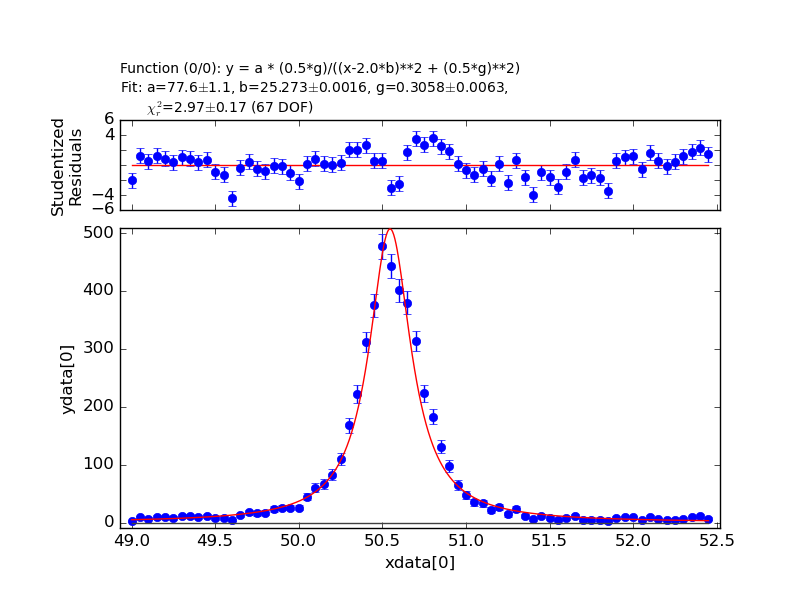 Function (0/0): y = a * (0.5*g)/((x-2.0*b)**2 + (0.5*g)**2)
Fit: a=77.6±1.1, b=25.273±0.0016, g=0.3058±0.0063,
χ_r^2=2.97±0.17 (67 DOF)
Studentized
Residuals
6
4
−4
−6
ydata[0]
500
400
300
200
100
0
49.0 49.5 50.0 50.5 51.0 51.5 52.0 52.5
xdata[0]